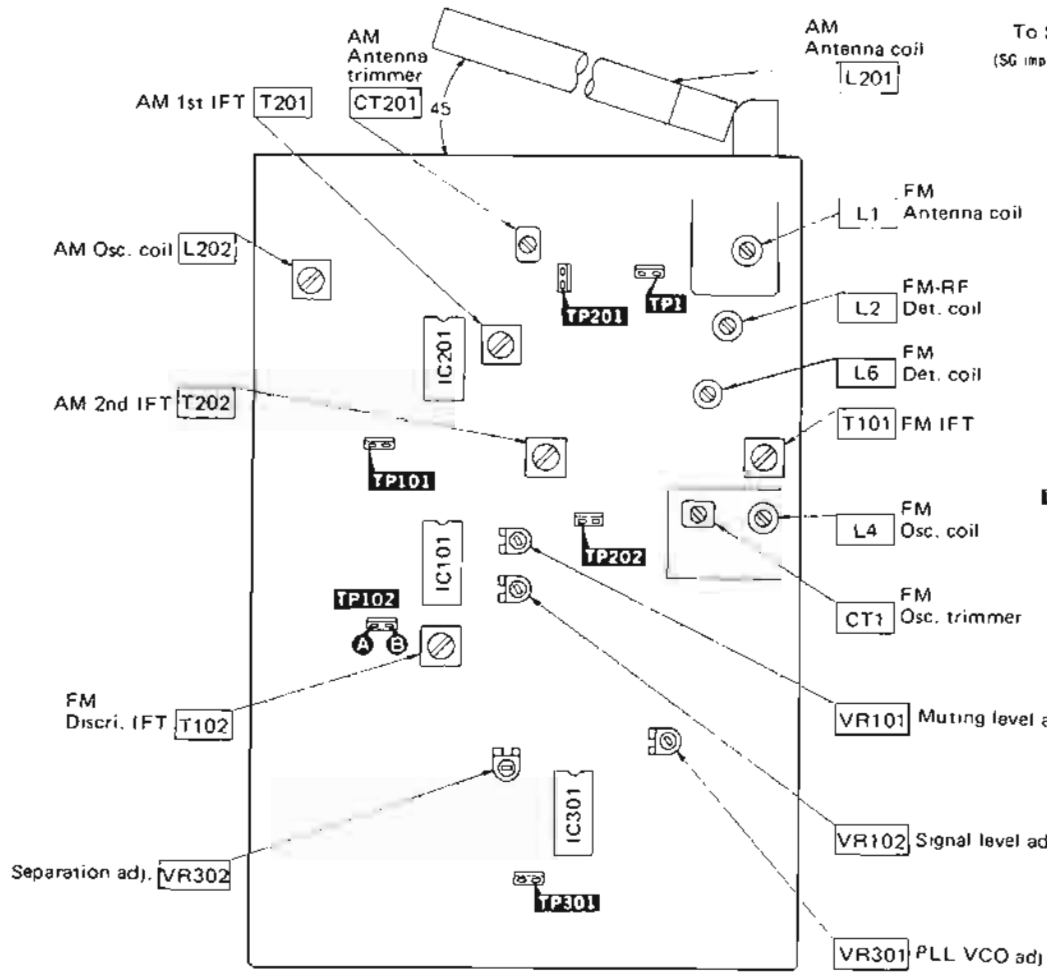 AM
Antenna
trimmer
CT201
AM
Antenna coil
L201
To
(SG imp
AM 1st IFT T201
45
FM
L1 Antenna coil
AM Osc. coil L202
TP201
TP1
FM-RF
L2 Det. coil
IC201
FM
L6 Det. coil
AM 2nd IFT T202
T101 FM IFT
TP101
FM
L4 Osc. coil
TP202
IC101
TP102
A B
FM
CT1 Osc. trimmer
FM
Discri. IFT T102
VR101 Muting level a
IC301
VR102 Signal level ad
Separation adj. VR302
TP301
VR301 PLL VCO adj